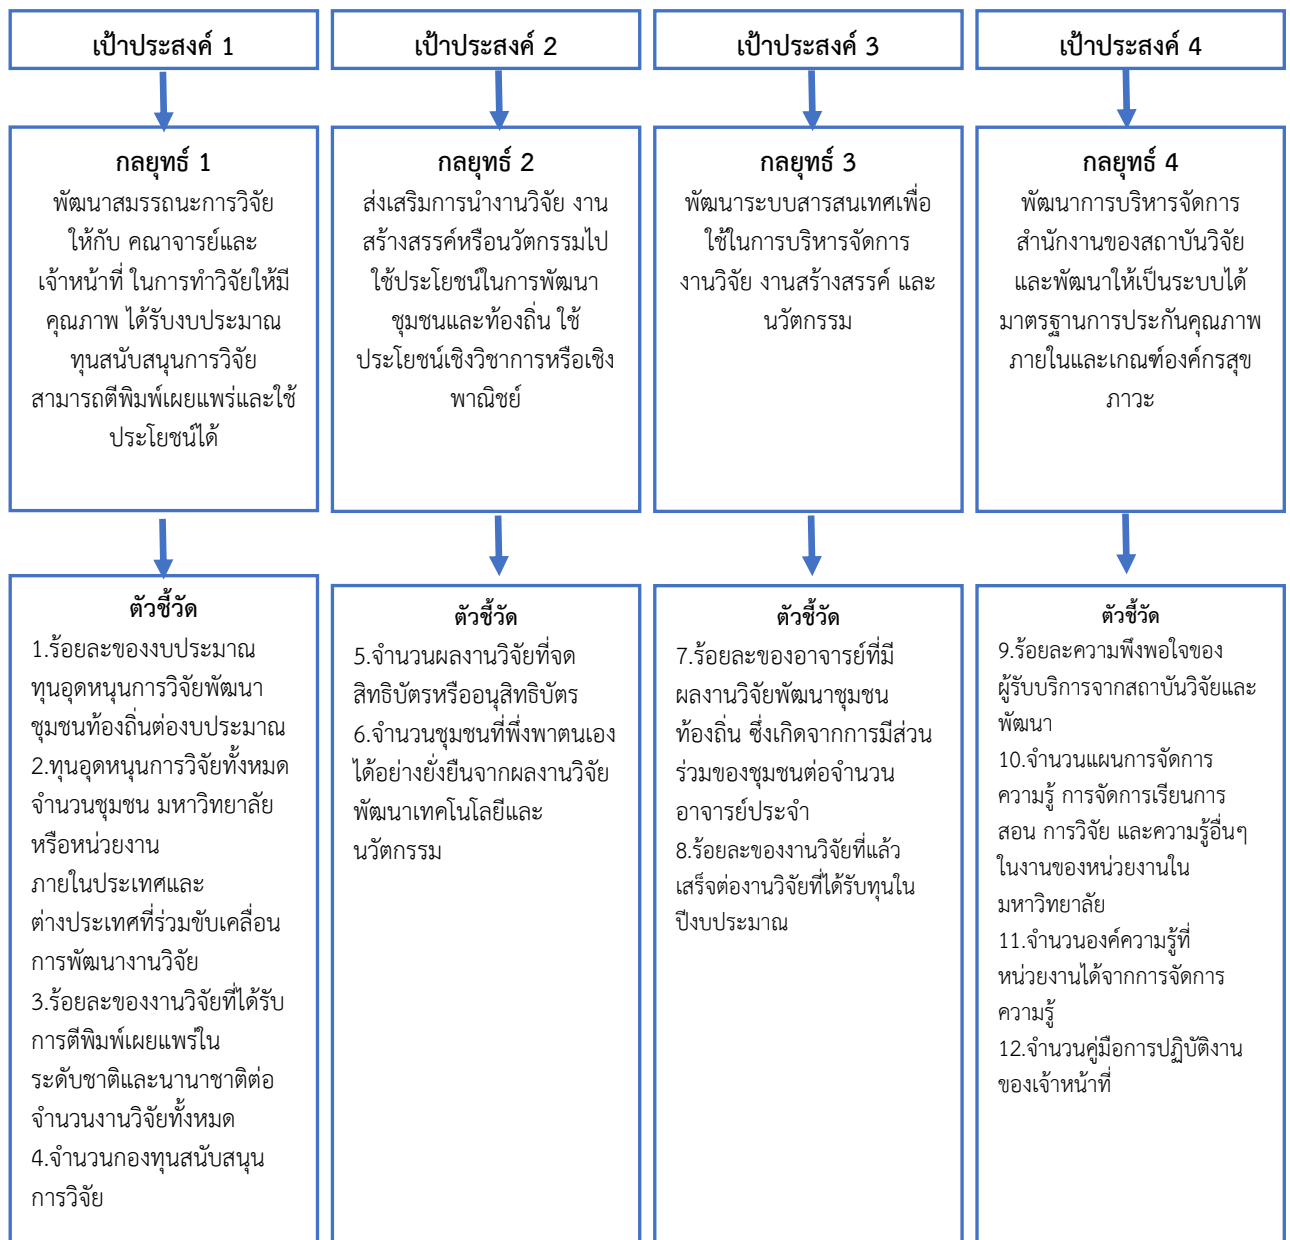 เป้าประสงค์ 1
เป้าประสงค์ 2
เป้าประสงค์ 3
เป้าประสงค์ 4
กลยุทธ์ 1
พัฒนาสมรรถนะการวิจัย
ให้กับ คณาจารย์และ
เจ้าหน้าที่ ในการทำวิจัยให้มี
คุณภาพ ได้รับงบประมาณ
ทุนสนับสนุนการวิจัย
สามารถตีพิมพ์เผยแพร่และใช้
ประโยชน์ได้
กลยุทธ์ 2
ส่งเสริมการนำงานวิจัย งาน
สร้างสรรค์หรือนวัตกรรมไป
ใช้ประโยชน์ในการพัฒนา
ชุมชนและท้องถิ่น ใช้
ประโยชน์เชิงวิชาการหรือเชิง
พาณิชย์
กลยุทธ์ 3
พัฒนาระบบสารสนเทศเพื่อ
ใช้ในการบริหารจัดการ
งานวิจัย งานสร้างสรรค์ และ
นวัตกรรม
กลยุทธ์ 4
พัฒนาการบริหารจัดการ
สำนักงานของสถาบันวิจัย
และพัฒนาให้เป็นระบบได้
มาตรฐานการประกันคุณภาพ
ภายในและเกณฑ์องค์กรสุข
ภาวะ
ตัวชี้วัด
1.ร้อยละของงบประมาณ
ทุนอุดหนุนการวิจัยพัฒนา
ชุมชนท้องถิ่นต่องบประมาณ
2.ทุนอุดหนุนการวิจัยทั้งหมด
จำนวนชุมชน มหาวิทยาลัย
หรือหน่วยงาน
ภายในประเทศและ
ต่างประเทศที่ร่วมขับเคลื่อน
การพัฒนางานวิจัย
3.ร้อยละของงานวิจัยที่ได้รับ
การตีพิมพ์เผยแพร่ใน
ระดับชาติและนานาชาติต่อ
จำนวนงานวิจัยทั้งหมด
4.จำนวนกองทุนสนับสนุน
การวิจัย
ตัวชี้วัด
5.จำนวนผลงานวิจัยที่จด
สิทธิบัตรหรืออนุสิทธิบัตร
6.จำนวนชุมชนที่พึ่งพาตนเอง
ได้อย่างยั่งยืนจากผลงานวิจัย
พัฒนาเทคโนโลยีและ
นวัตกรรม
ตัวชี้วัด
7.ร้อยละของอาจารย์ที่มี
ผลงานวิจัยพัฒนาชุมชน
ท้องถิ่น ซึ่งเกิดจากการมีส่วน
ร่วมของชุมชนต่อจำนวน
อาจารย์ประจำ
8.ร้อยละของงานวิจัยที่แล้ว
เสร็จต่องานวิจัยที่ได้รับทุนใน
ปีงบประมาณ
ตัวชี้วัด
9.ร้อยละความพึงพอใจของ
ผู้รับบริการจากสถาบันวิจัยและ
พัฒนา
10.จำนวนแผนการจัดการ
ความรู้ การจัดการเรียนการ
สอน การวิจัย และความรู้อื่นๆ
ในงานของหน่วยงานใน
มหาวิทยาลัย
11.จำนวนองค์ความรู้ที่
หน่วยงานได้จากการจัดการ
ความรู้
12.จำนวนคู่มือการปฏิบัติงาน
ของเจ้าหน้าที่